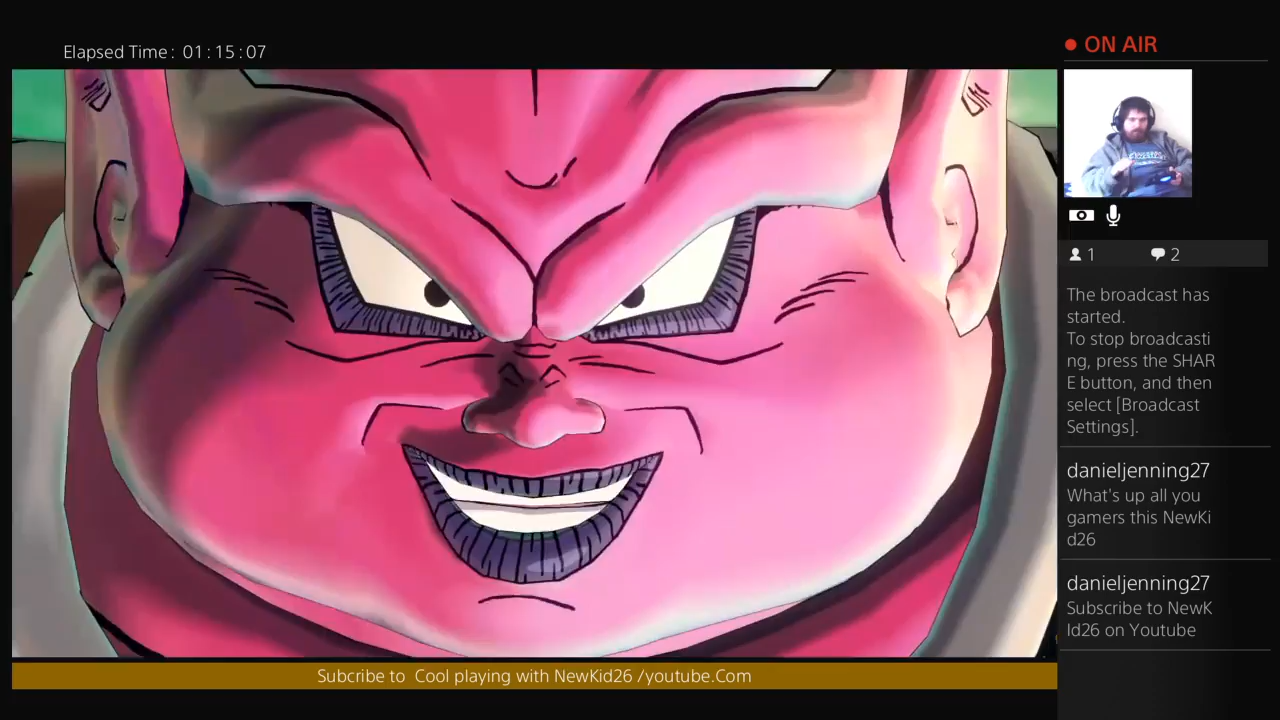 Elapsed Time: 01:15:07
ON AIR
1
2
The broadcast has
started.
To stop broadcasti
ng, press the SHAR
E button, and then
select [Broadcast
Settings].
danieljenning27
What's up all you
gamers this NewKi
d26
danieljenning27
Subscribe to NewK
Id26 on Youtube
Subcribe to  Cool playing with NewKid26 /youtube.Com